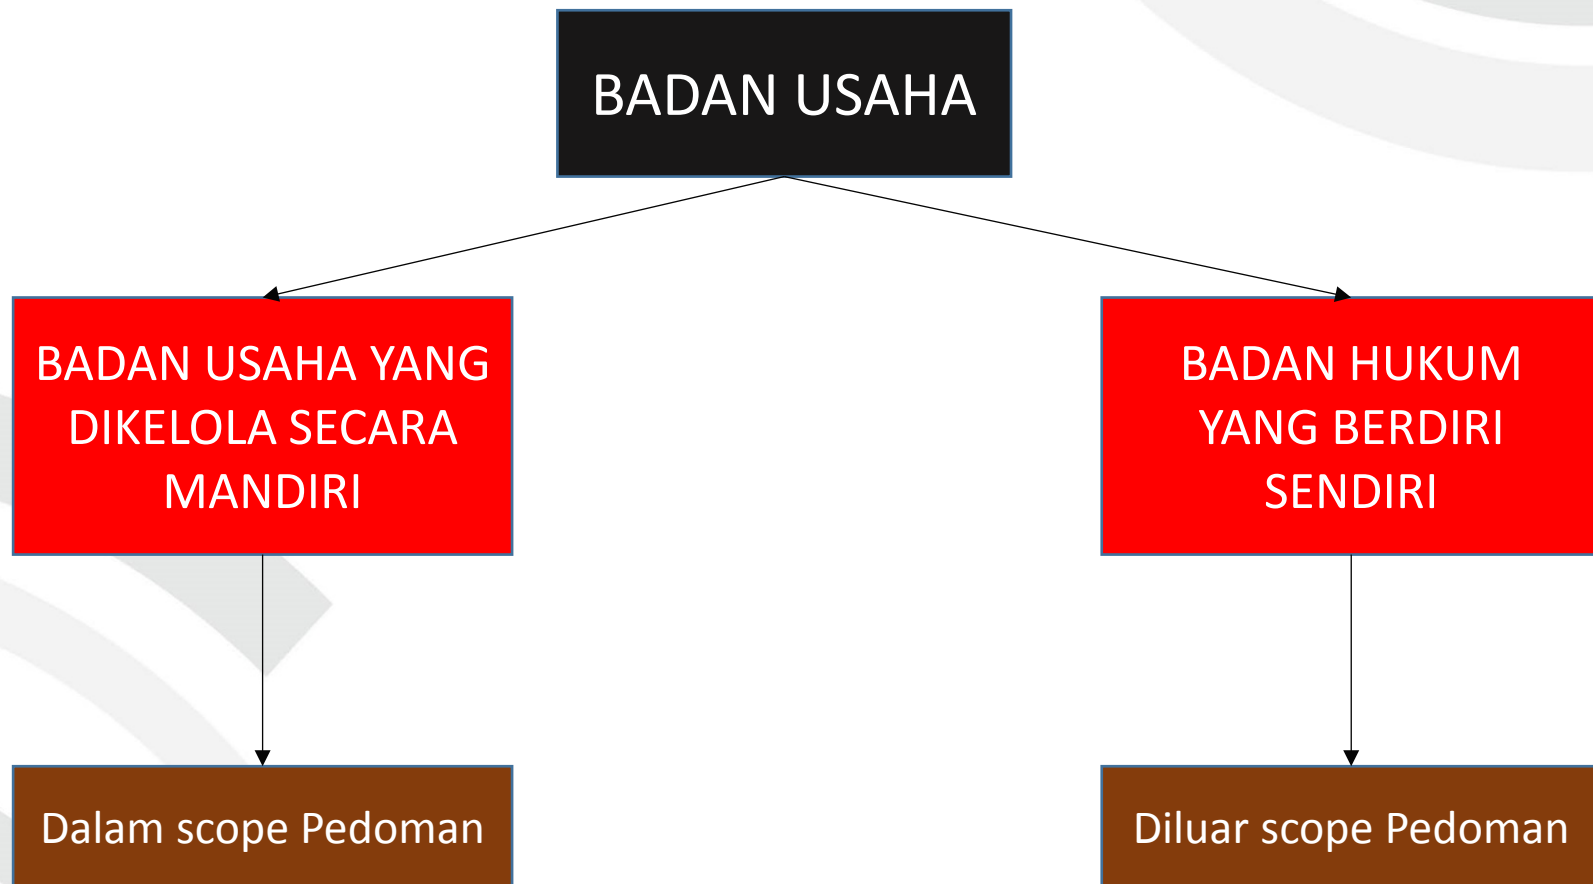 BADAN USAHA
BADAN USAHA YANG
DIKELOLA SECARA
MANDIRI
BADAN HUKUM
YANG BERDIRI
SENDIRI
Dalam scope Pedoman
Diluar scope Pedoman